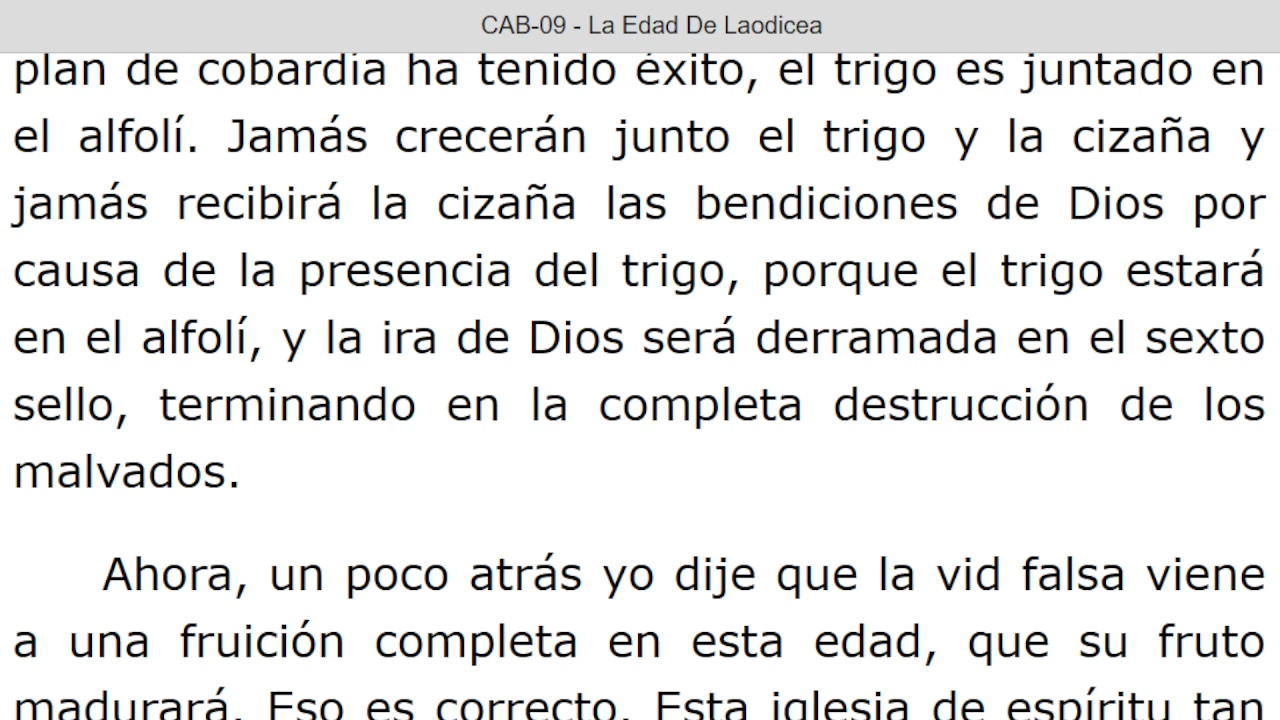 CAB-09 - La Edad De Laodicea
plan de cobardía ha tenido éxito, el trigo es juntado en
el alfolí. Jamás crecerán junto el trigo y la cizaña y
jamás recibirá la cizaña las bendiciones de Dios por
causa de la presencia del trigo, porque el trigo estará
en el alfolí, y la ira de Dios será derramada en el sexto
sello, terminando en la completa destrucción de los
malvados.
Ahora, un poco atrás yo dije que la vid falsa viene
a una fruición completa en esta edad, que su fruto
madurará. Eso es correcto. Esta iglesia de espíritu tan